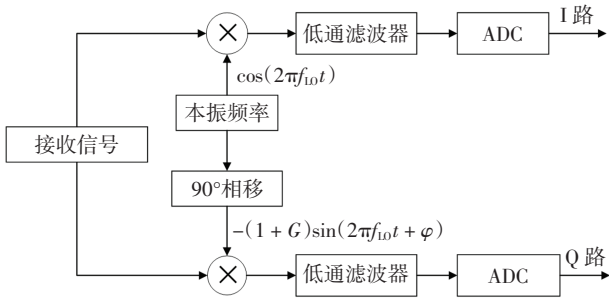 低通滤波器
ADC
I 路
cos(2πf_LO t)
本振频率
接收信号
90°相移
-(1 + G)sin(2πf_LO t + φ)
低通滤波器
ADC
Q 路